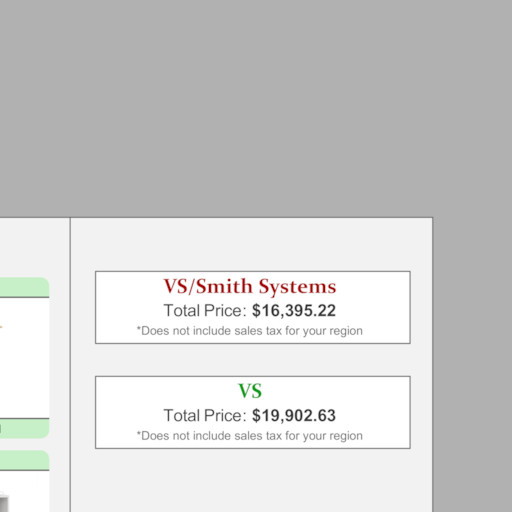 VS/Smith Systems
Total Price: $16,395.22
*Does not include sales tax for your region
VS
Total Price: $19,902.63
*Does not include sales tax for your region